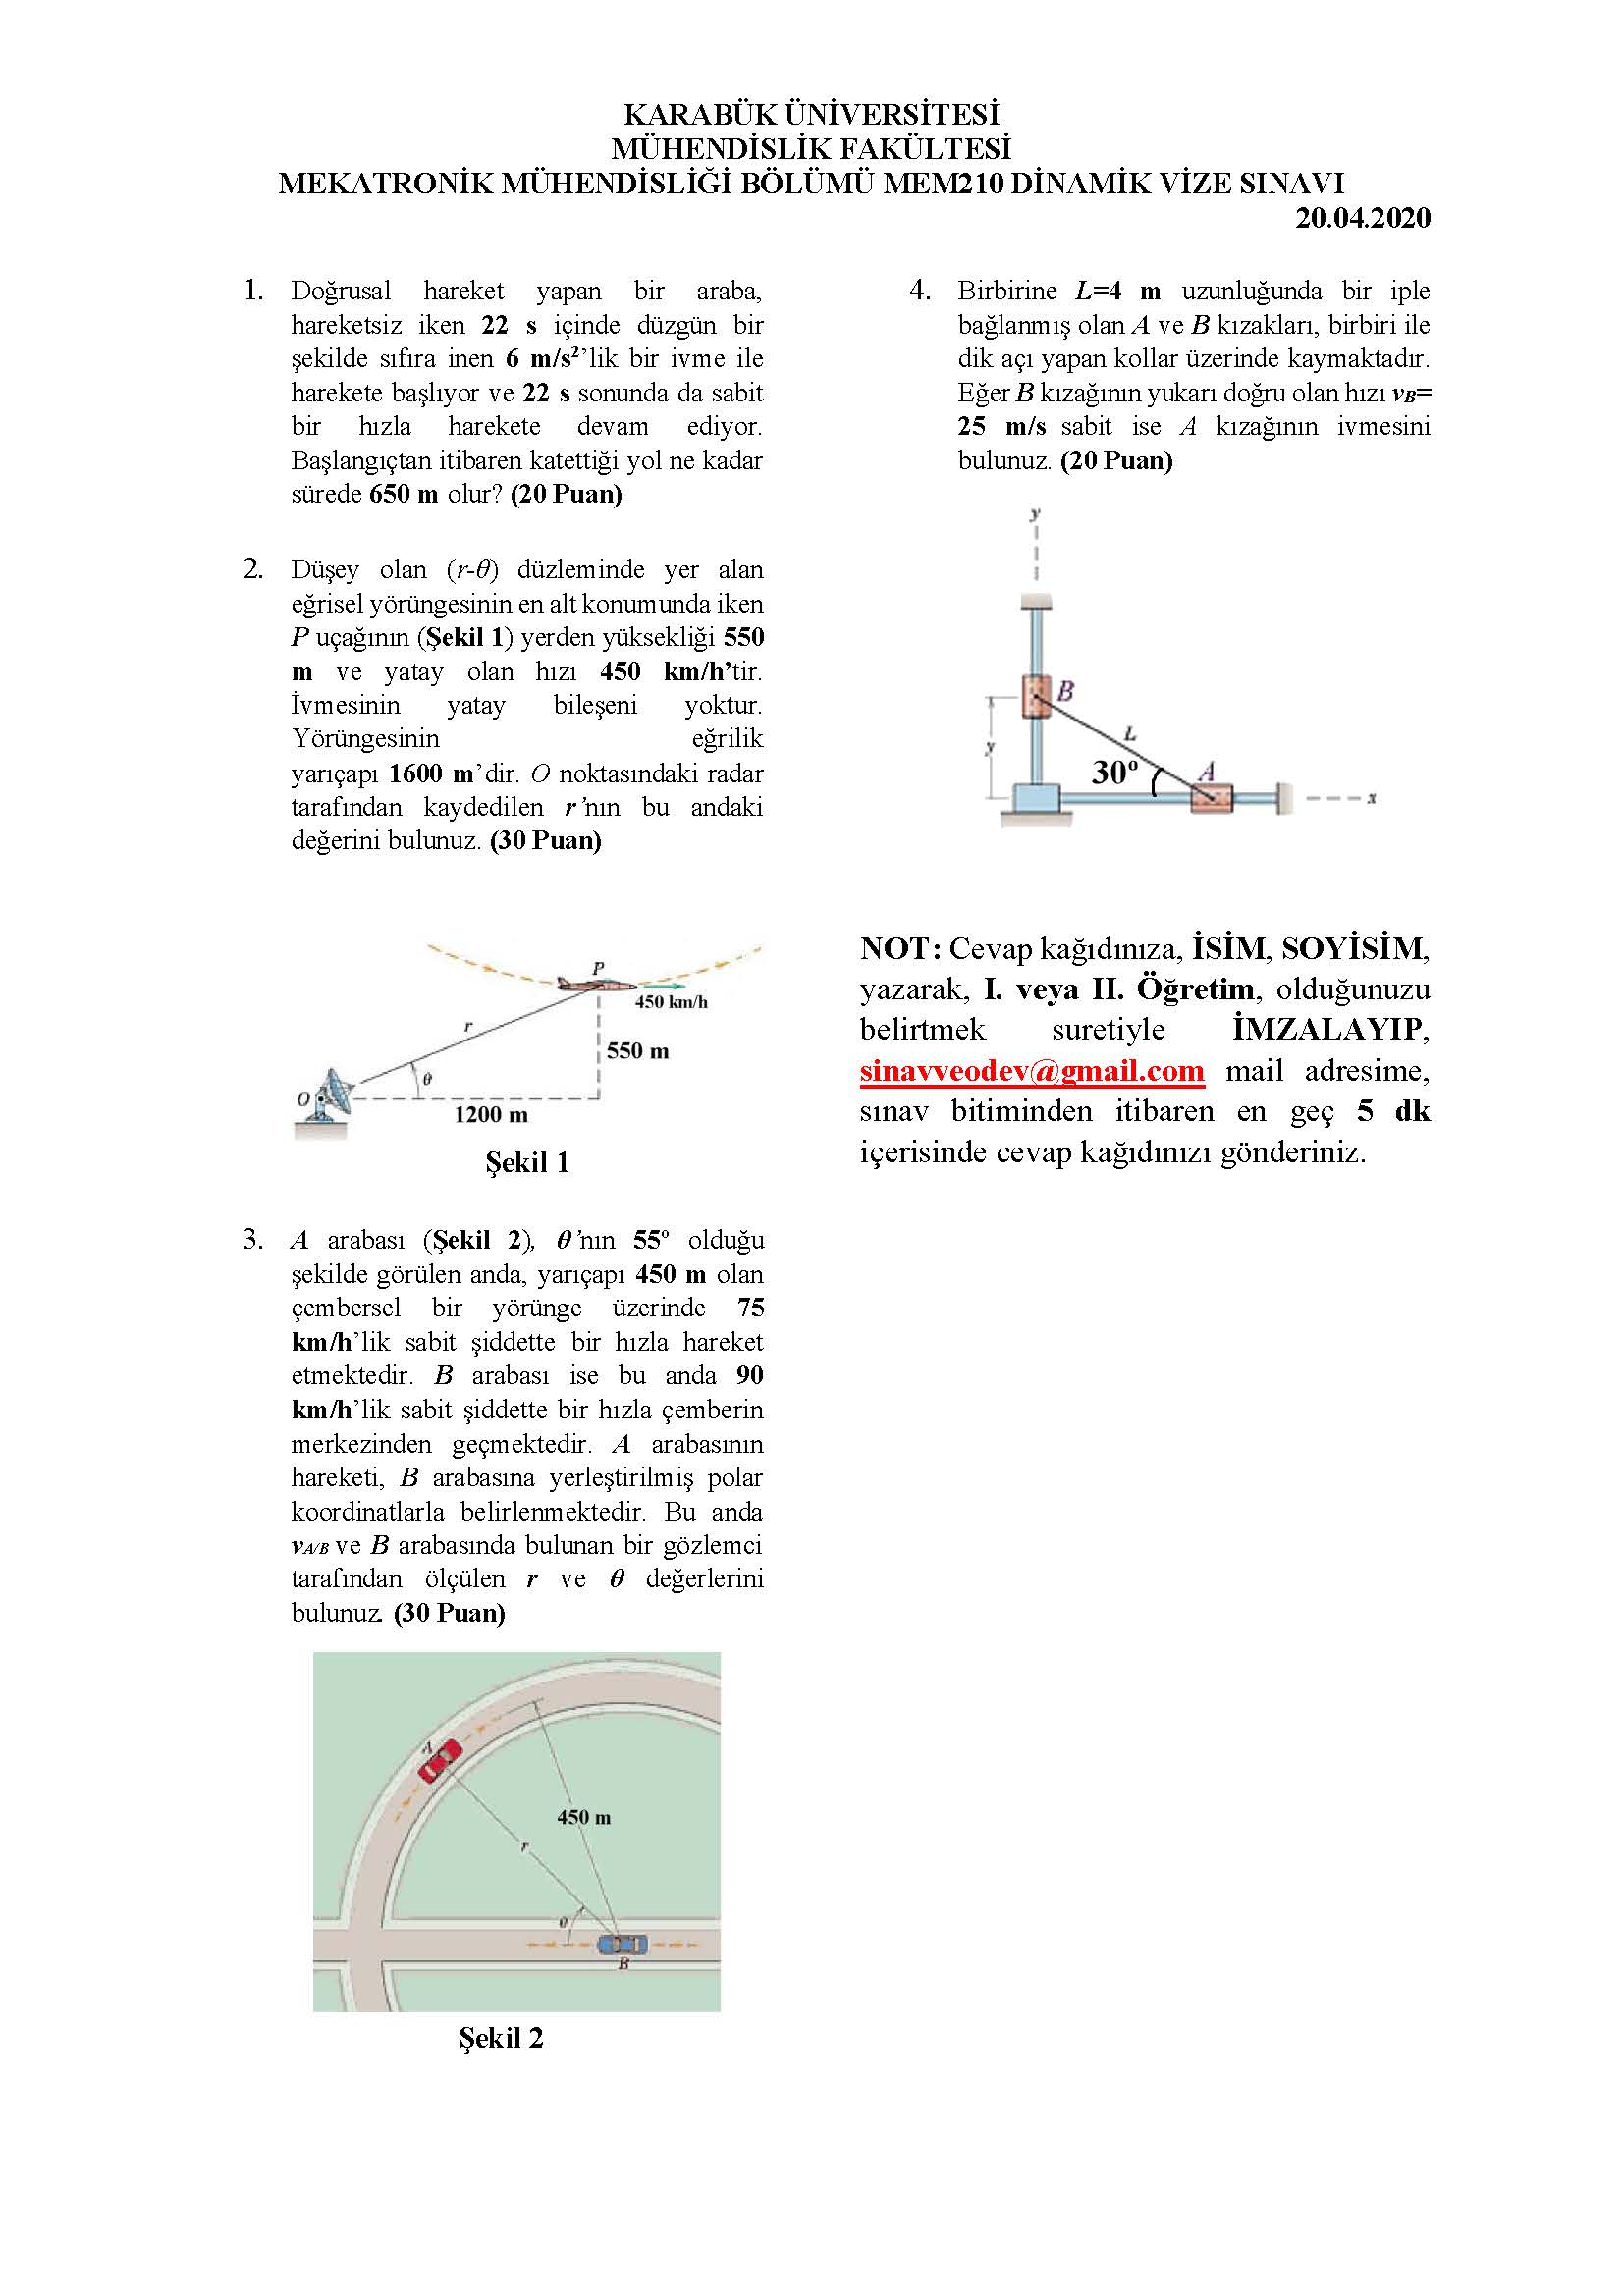 KARABÜK ÜNİVERSİTESİ
MÜHENDİSLİK FAKÜLTESİ
MEKATRONİK MÜHENDİSLİĞİ BÖLÜMÜ MEM210 DİNAMİK VİZE SINAVI
20.04.2020
1. Doğrusal hareket yapan bir araba,
hareketsiz iken 22 s içinde düzgün bir
şekilde sıfıra inen 6 m/s²'lik bir ivme ile
harekete başlıyor ve 22 s sonunda da sabit
bir hızla harekete devam ediyor.
Başlangıçtan itibaren katettiği yol ne kadar
sürede 650 m olur? (20 Puan)
2. Düşey olan (r-θ) düzleminde yer alan
eğrisel yörüngesinin en alt konumunda iken
P uçağının (Şekil 1) yerden yüksekliği 550
m ve yatay olan hızı 450 km/h'tir.
İvmesinin yatay bileşeni yoktur.
Yörüngesinin eğrilik
yarıçapı 1600 m'dir. O noktasındaki radar
tarafından kaydedilen r'nın bu andaki
değerini bulunuz. (30 Puan)
P
450 km/h
r
550 m
θ
O
1200 m
Şekil 1
3. A arabası (Şekil 2), θ'nın 55º olduğu
şekilde görülen anda, yarıçapı 450 m olan
çembersel bir yörünge üzerinde 75
km/h'lik sabit şiddette bir hızla hareket
etmektedir. B arabası ise bu anda 90
km/h'lik sabit şiddette bir hızla çemberin
merkezinden geçmektedir. A arabasının
hareketi, B arabasına yerleştirilmiş polar
koordinatlarla belirlenmektedir. Bu anda
vA/B ve B arabasında bulunan bir gözlemci
tarafından ölçülen r ve θ değerlerini
bulunuz. (30 Puan)
A
450 m
r
θ
B
Şekil 2
4. Birbirine L=4 m uzunluğunda bir iple
bağlanmış olan A ve B kızakları, birbiri ile
dik açı yapan kollar üzerinde kaymaktadır.
Eğer B kızağının yukarı doğru olan hızı vB=
25 m/s sabit ise A kızağının ivmesini
bulunuz. (20 Puan)
y
B
L
y
30º
A
x
NOT: Cevap kağıdınıza, İSİM, SOYİSİM,
yazarak, I. veya II. Öğretim, olduğunuzu
belirtmek suretiyle İMZALAYIP,
sinavveodev@gmail.com mail adresime,
sınav bitiminden itibaren en geç 5 dk
içerisinde cevap kağıdınızı gönderiniz.